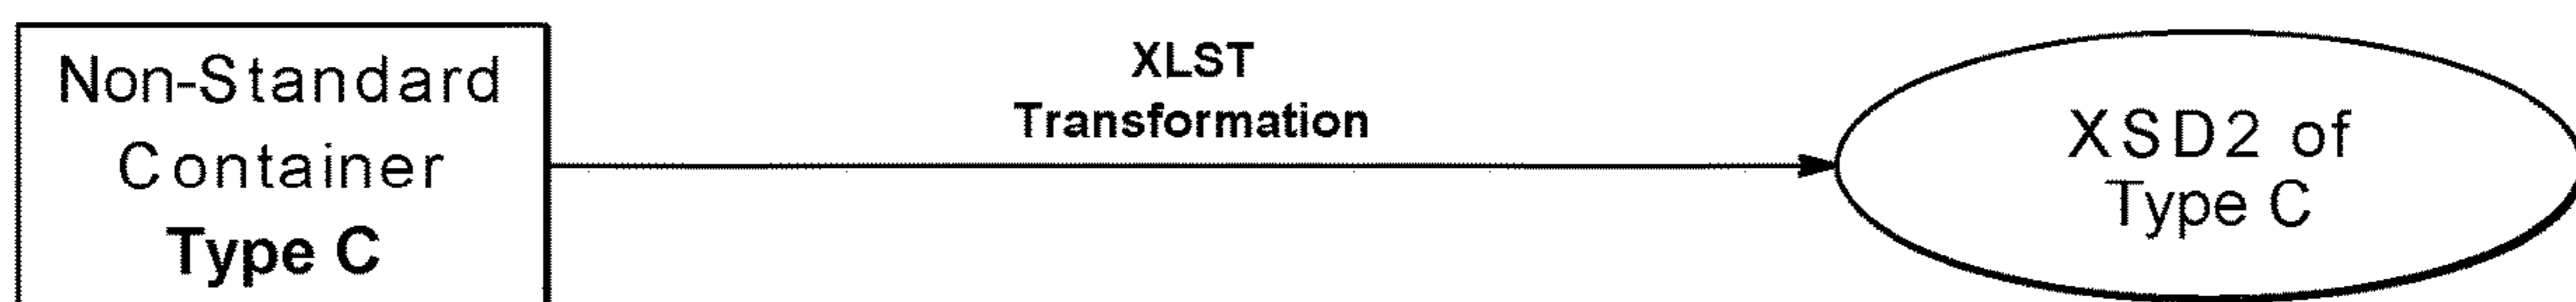 Non-Standard
Container
Type C
XLST
Transformation
XSD2 of
Type C